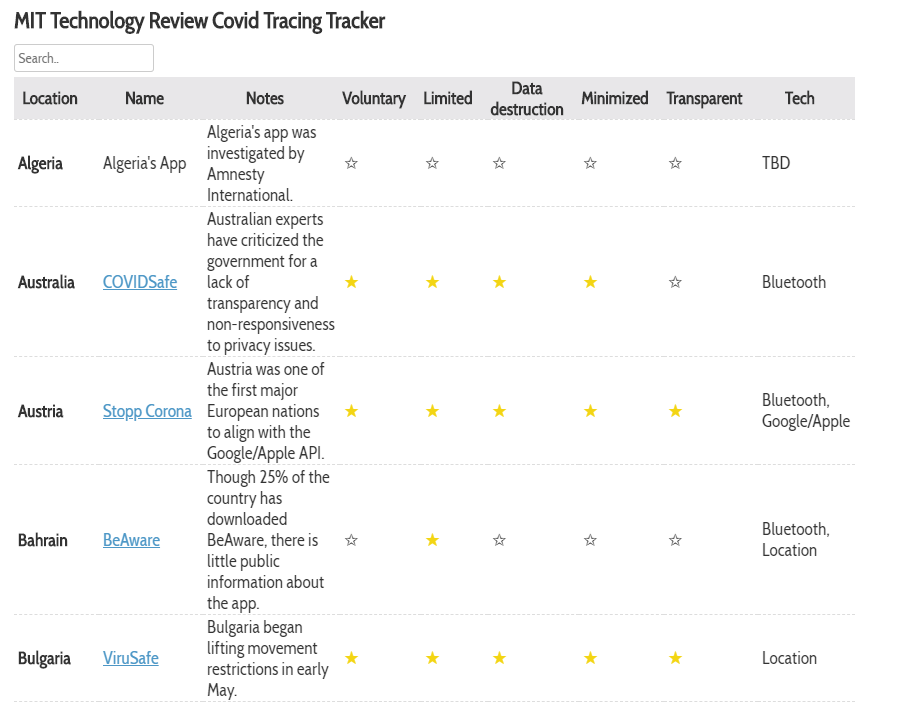 MIT Technology Review Covid Tracing Tracker
Search..
Location Name Notes Voluntary Limited Data destruction Minimized Transparent Tech
Algeria Algeria's App Algeria's app was
investigated by
Amnesty
International. ☆ ☆ ☆ ☆ ☆ TBD
Australia COVIDSafe Australian experts
have criticized the
government for a
lack of
transparency and
non-responsiveness
to privacy issues. ★ ★ ★ ★ ☆ Bluetooth
Austria Stopp Corona Austria was one of
the first major
European nations
to align with the
Google/Apple API. ★ ★ ★ ★ ★ Bluetooth,
Google/Apple
Bahrain BeAware Though 25% of the
country has
downloaded
BeAware, there is
little public
information about
the app. ☆ ★ ☆ ☆ ☆ Bluetooth,
Location
Bulgaria ViruSafe Bulgaria began
lifting movement
restrictions in early
May. ★ ★ ★ ★ ★ Location